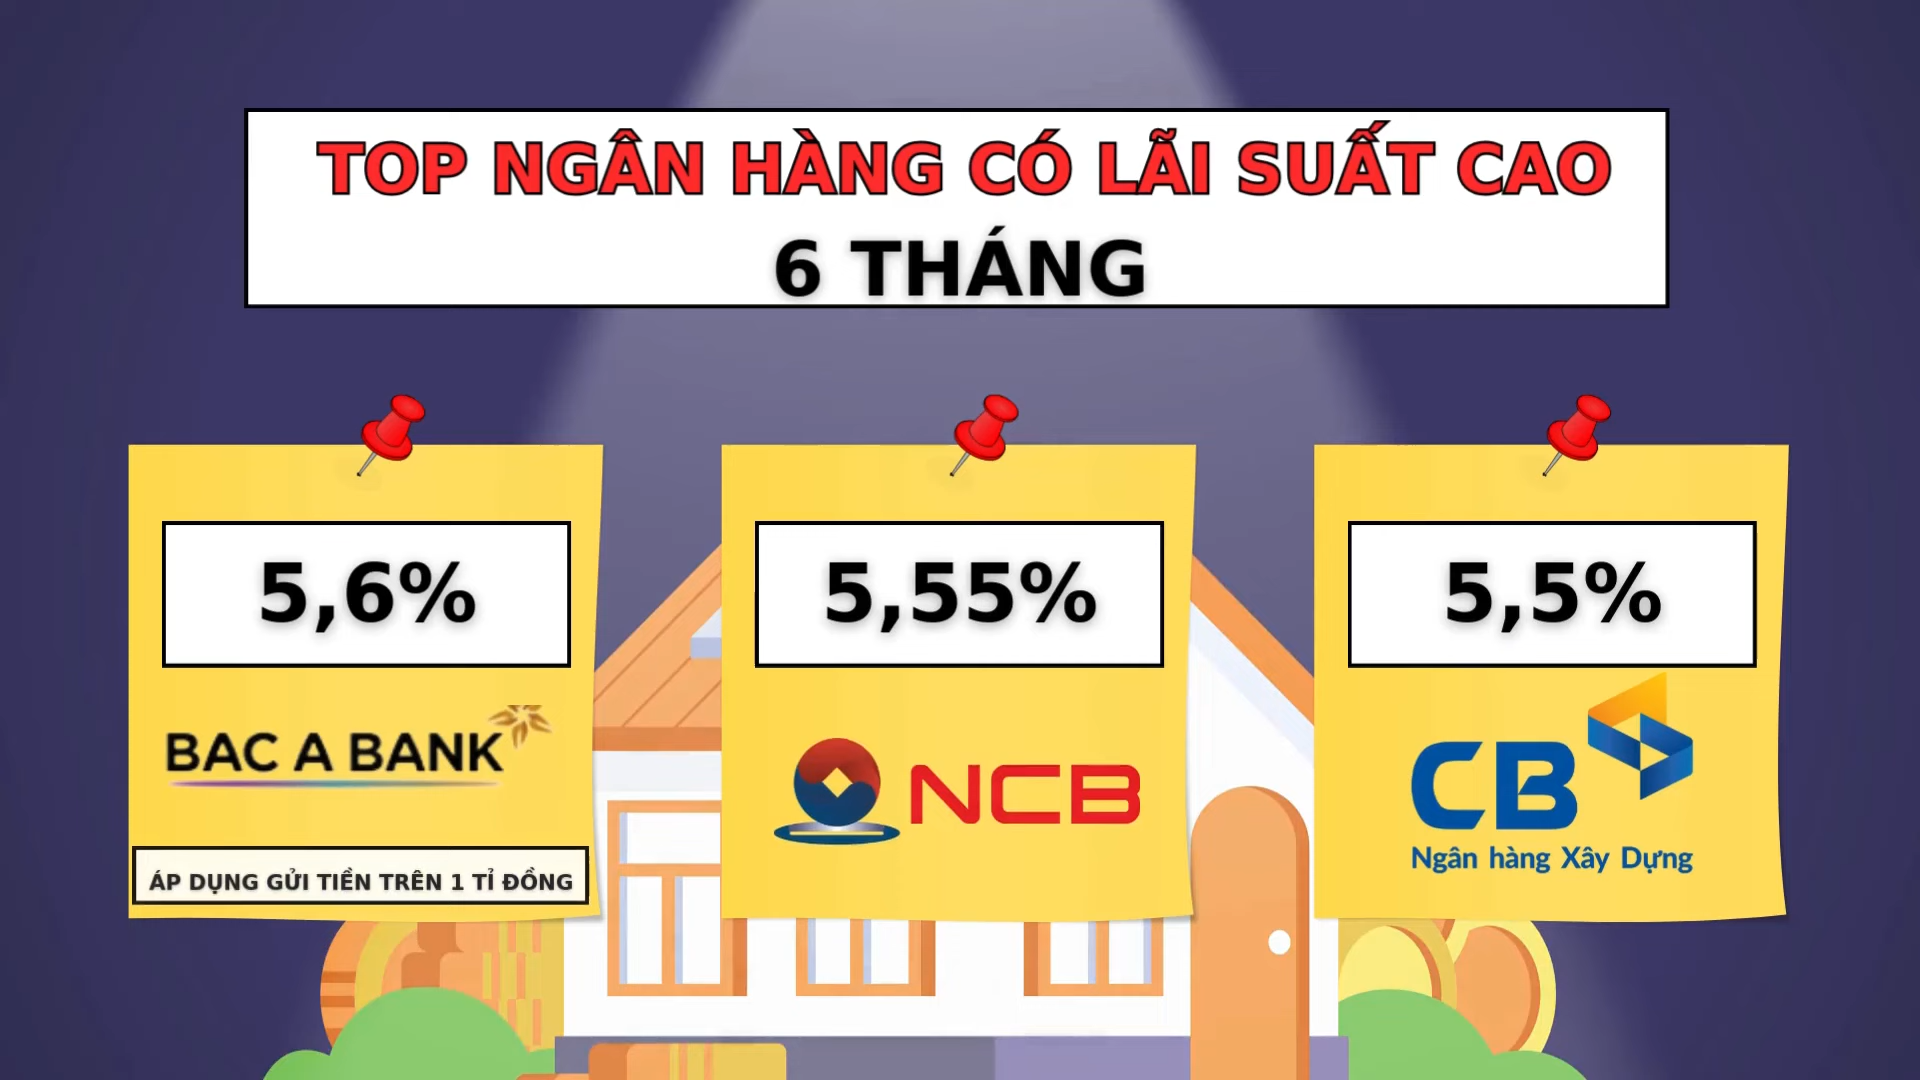 TOP NGÂN HÀNG CÓ LÃI SUẤT CAO
6 THÁNG
5,6%
BAC A BANK
ÁP DỤNG GỬI TIỀN TRÊN 1 TỈ ĐỒNG
5,55%
NCB
5,5%
CB
Ngân hàng Xây Dựng